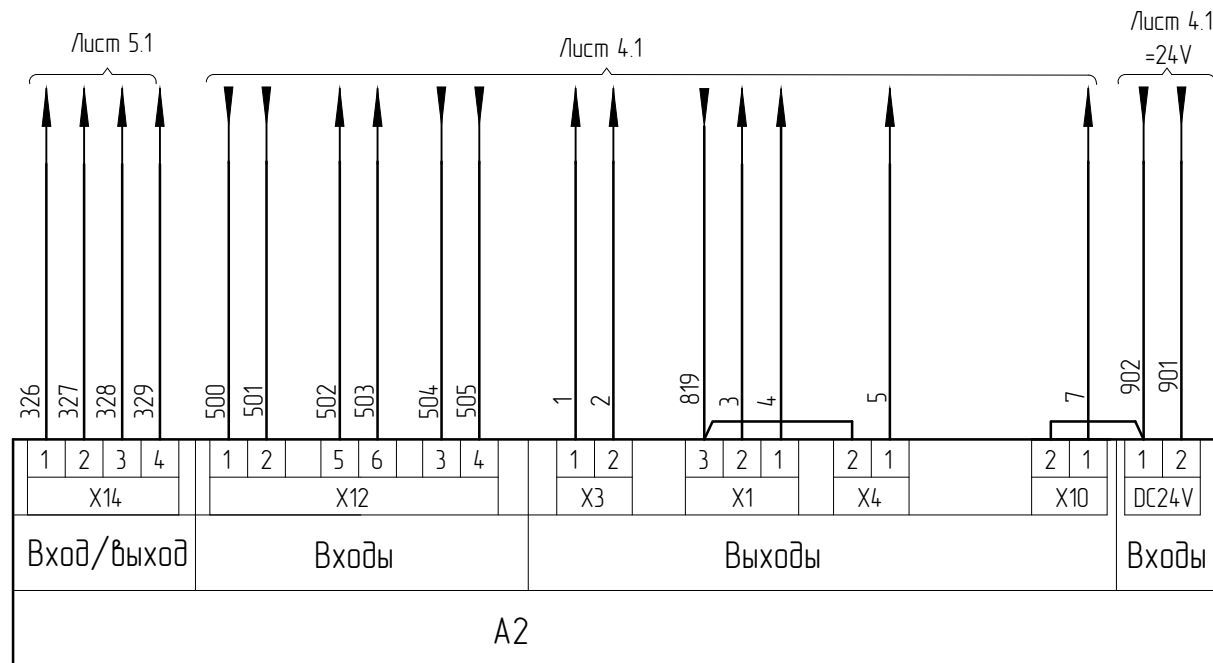 Лист 5.1 Лист 4.1 Лист 4.1
=24V
326 327 328 329 500 501 502 503 504 505 1 2 819 3 4 5 7 902 901
1 2 3 4 1 2 5 6 3 4 1 2 3 2 1 2 1 2 1 1 2
X14 X12 X3 X1 X4 X10 DC24V
Вход/выход Входы Выходы Входы
A2